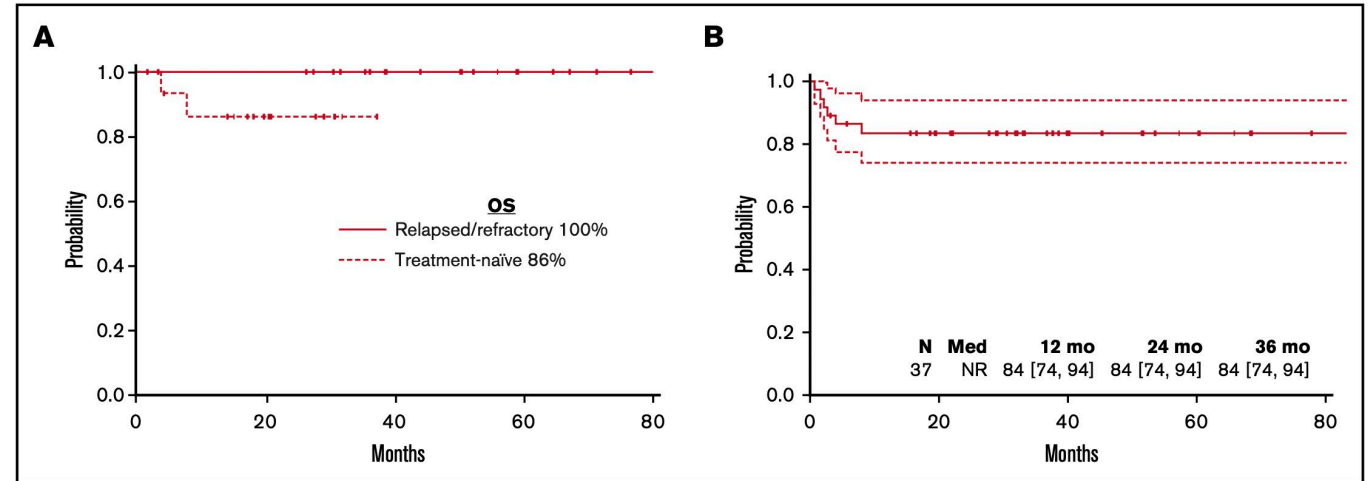 A
1.0
0.8
0.6
0.4
0.2
0.0
Probability
0 20 40 60 80
Months
OS
Relapsed/refractory 100%
Treatment-naïve 86%
B
1.0
0.8
0.6
0.4
0.2
0.0
Probability
N Med 12 mo 24 mo 36 mo
37 NR 84 [74, 94] 84 [74, 94] 84 [74, 94]
0 20 40 60 80
Months